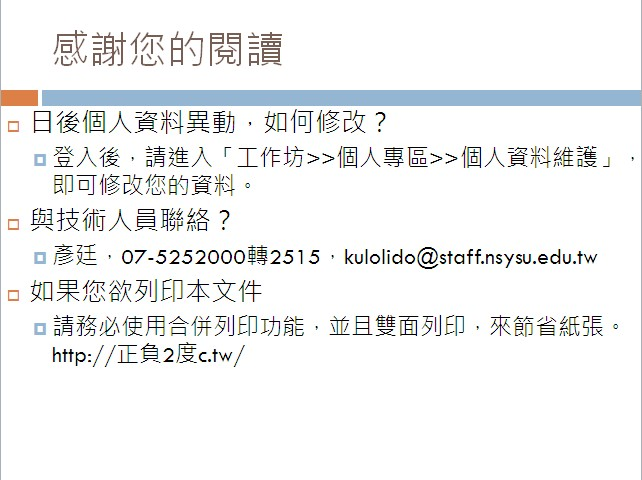 感謝您的閱讀
日後個人資料異動，如何修改？
登入後，請進入「工作坊>>個人專區>>個人資料維護」，
即可修改您的資料。
與技術人員聯絡？
彥廷，07-5252000轉2515，kulolido@staff.nsysu.edu.tw
如果您欲列印本文件
請務必使用合併列印功能，並且雙面列印，來節省紙張。
http://正負2度c.tw/